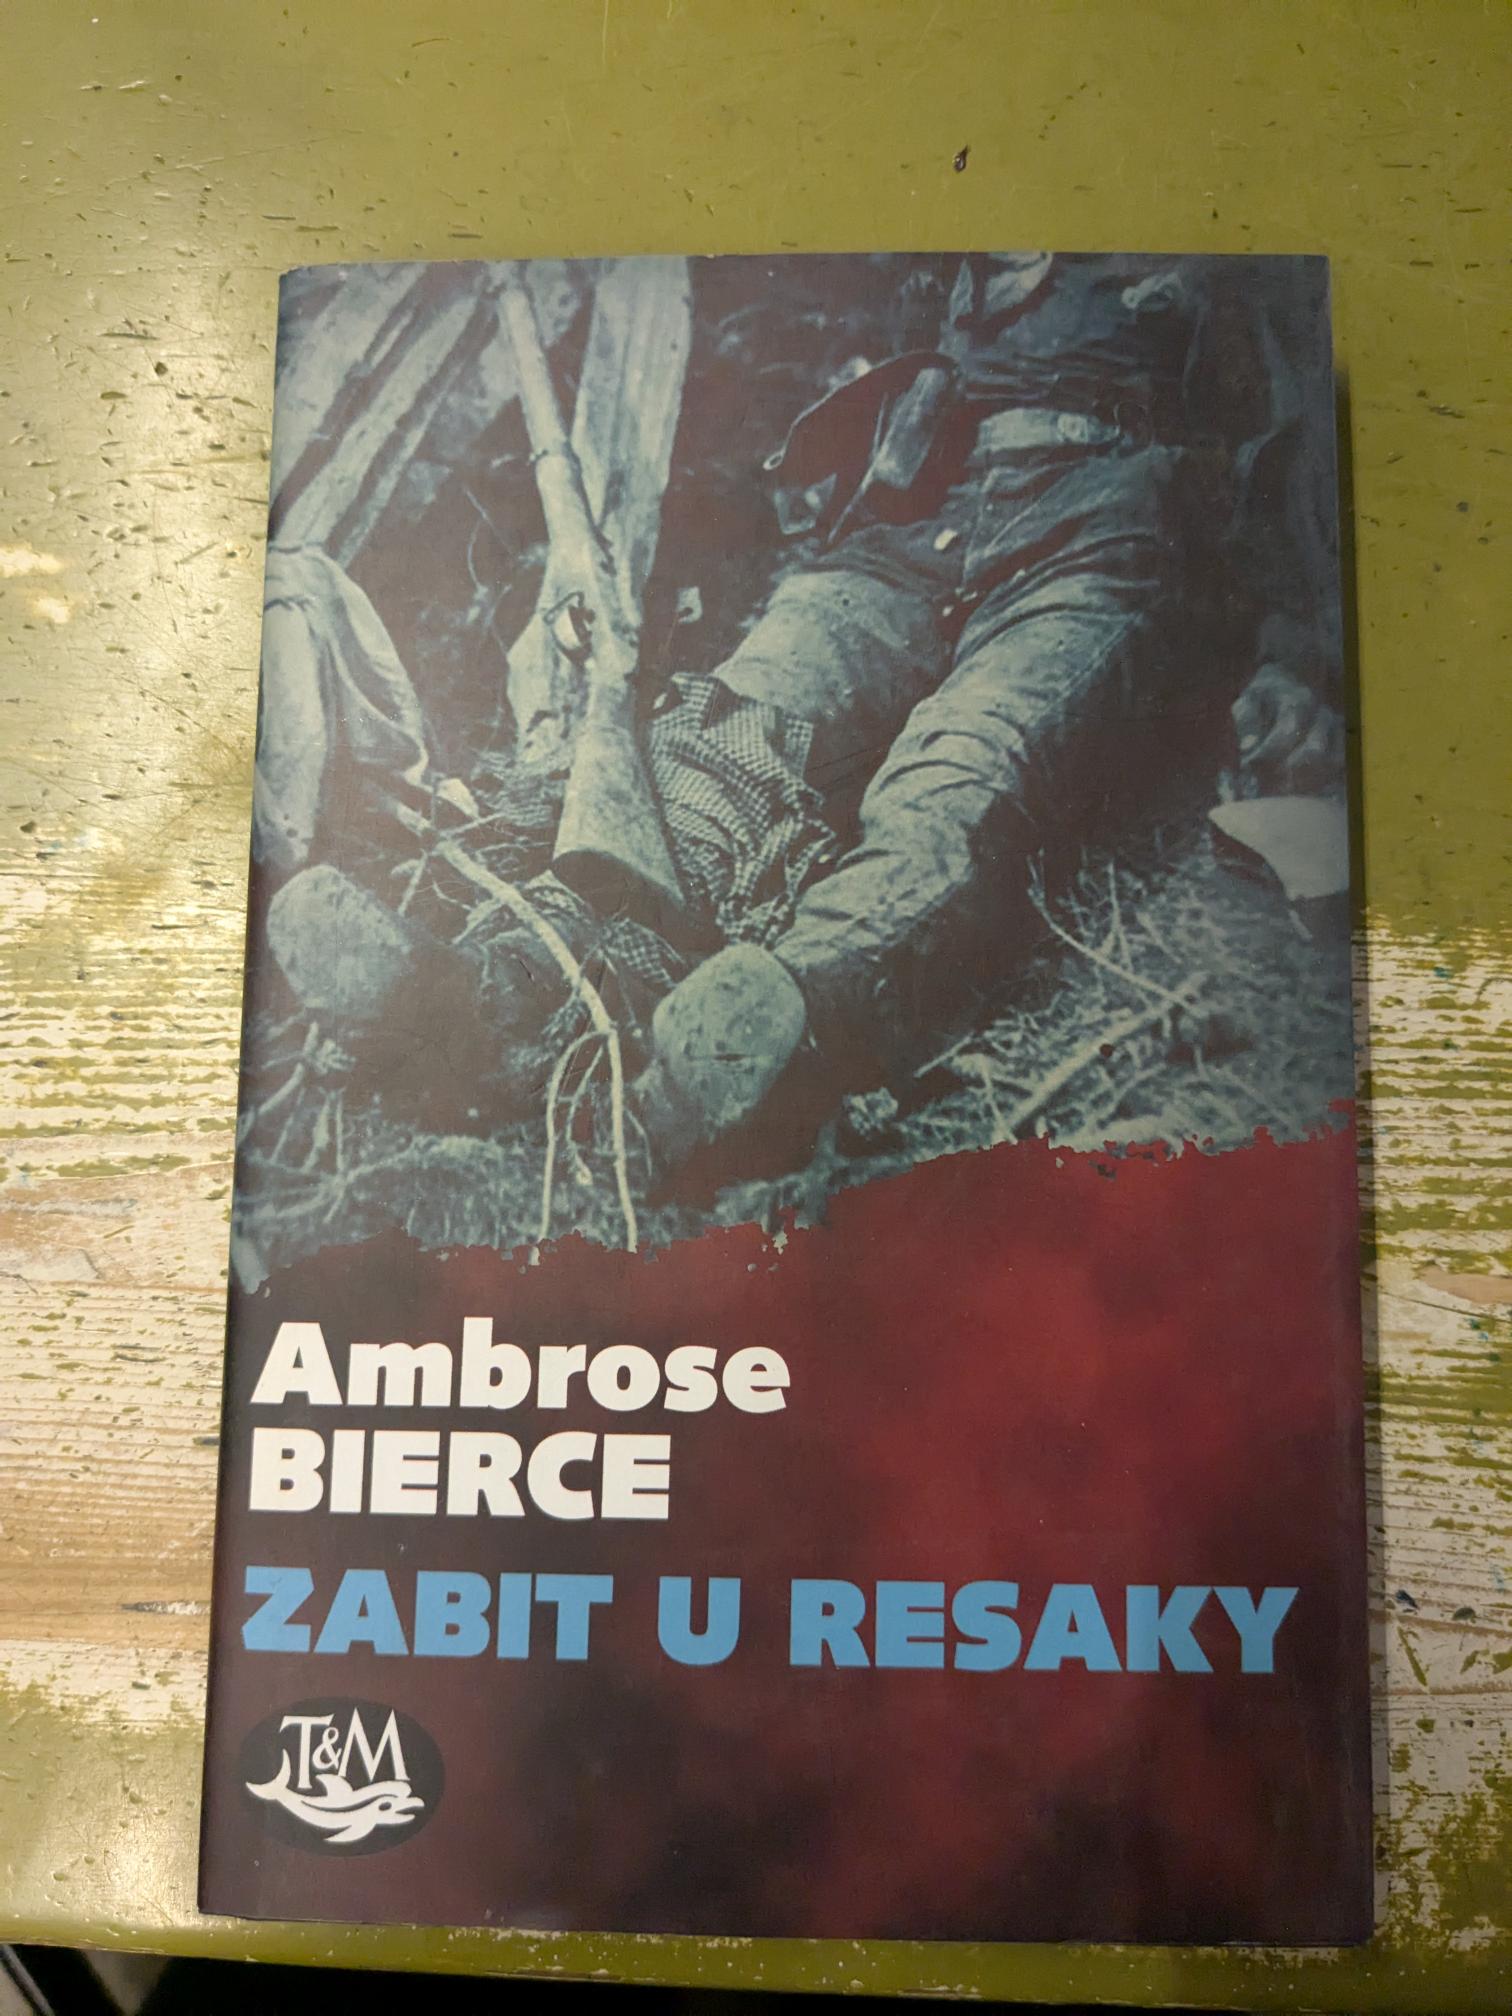 Ambrose
BIERCE
ZABIT U RESAKY
T&M